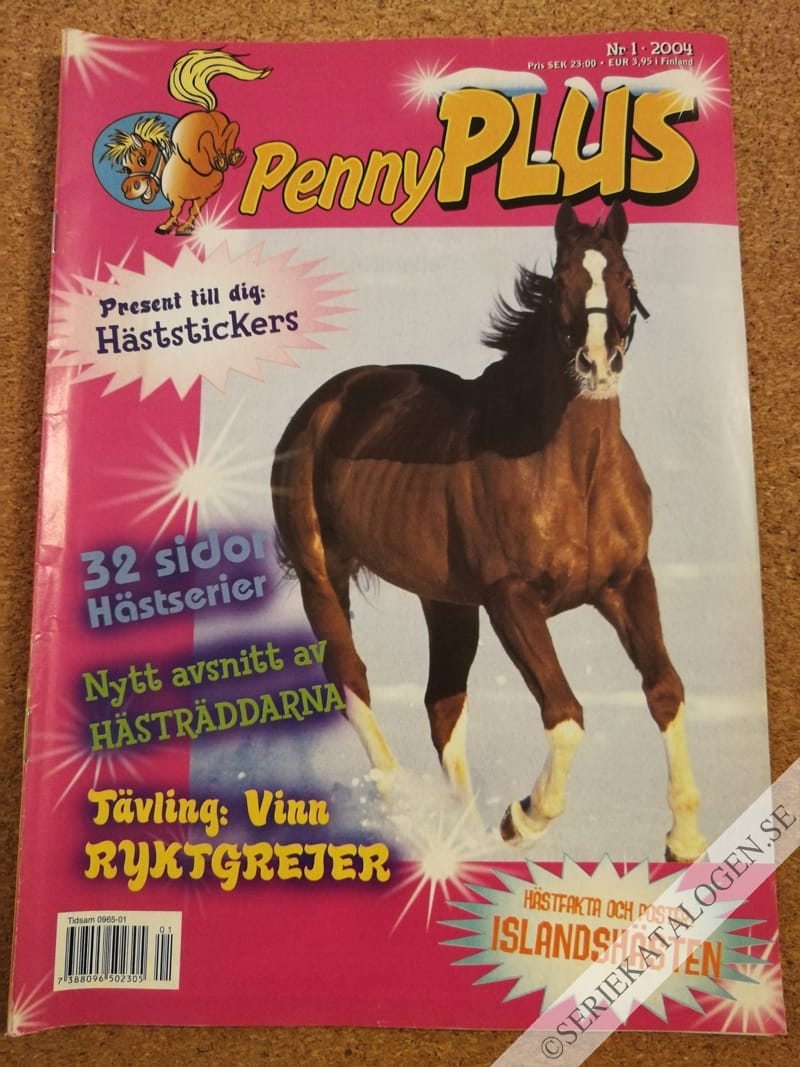 Nr 1 · 2004
Pris SEK 23:00 • EUR 3,95 i Finland
PennyPLUS
Present till dig:
Häststickers
32 sidor
Hästserier
Nytt avsnitt av
HÄSTRÄDDARNA
Tävling: Vinn
RYKTGREJER
HÄSTFAKTA OCH POSTER
ISLANDSHÄSTEN
Tidsam 0965-01
01
7 388096 502305
©SERIEKATALOGEN.SE